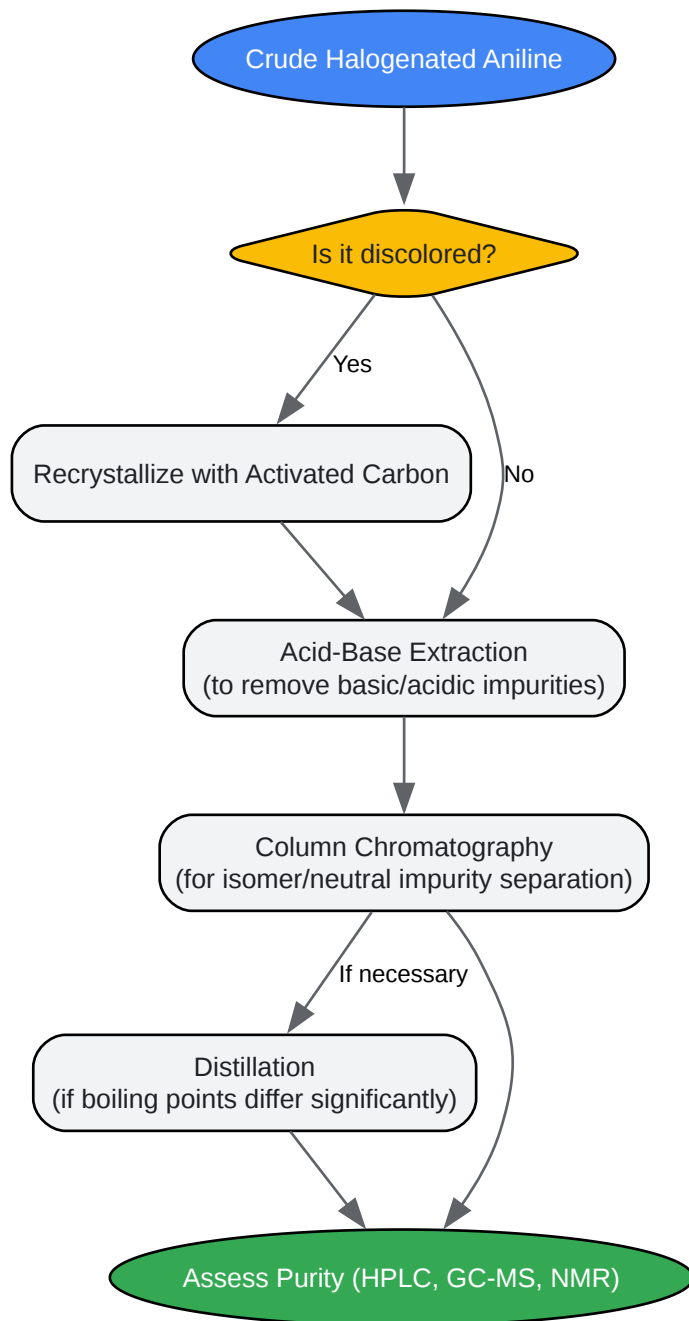 Crude Halogenated Aniline
Is it discolored?
Yes
Recrystallize with Activated Carbon
No
Acid-Base Extraction
(to remove basic/acidic impurities)
Column Chromatography
(for isomer/neutral impurity separation)
If necessary
Distillation
(if boiling points differ significantly)
Assess Purity (HPLC, GC-MS, NMR)